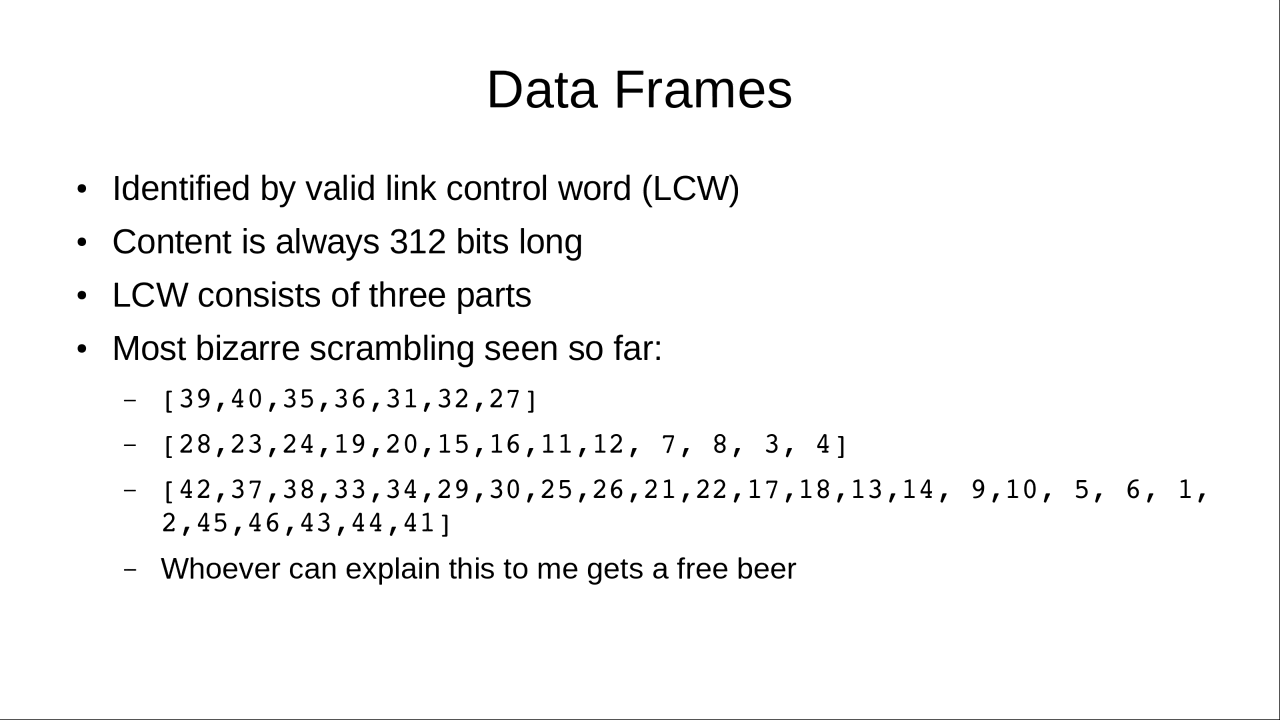 Data Frames
• Identified by valid link control word (LCW)
• Content is always 312 bits long
• LCW consists of three parts
• Most bizarre scrambling seen so far:
– [39,40,35,36,31,32,27]
– [28,23,24,19,20,15,16,11,12, 7, 8, 3, 4]
– [42,37,38,33,34,29,30,25,26,21,22,17,18,13,14, 9,10, 5, 6, 1,
2,45,46,43,44,41]
– Whoever can explain this to me gets a free beer